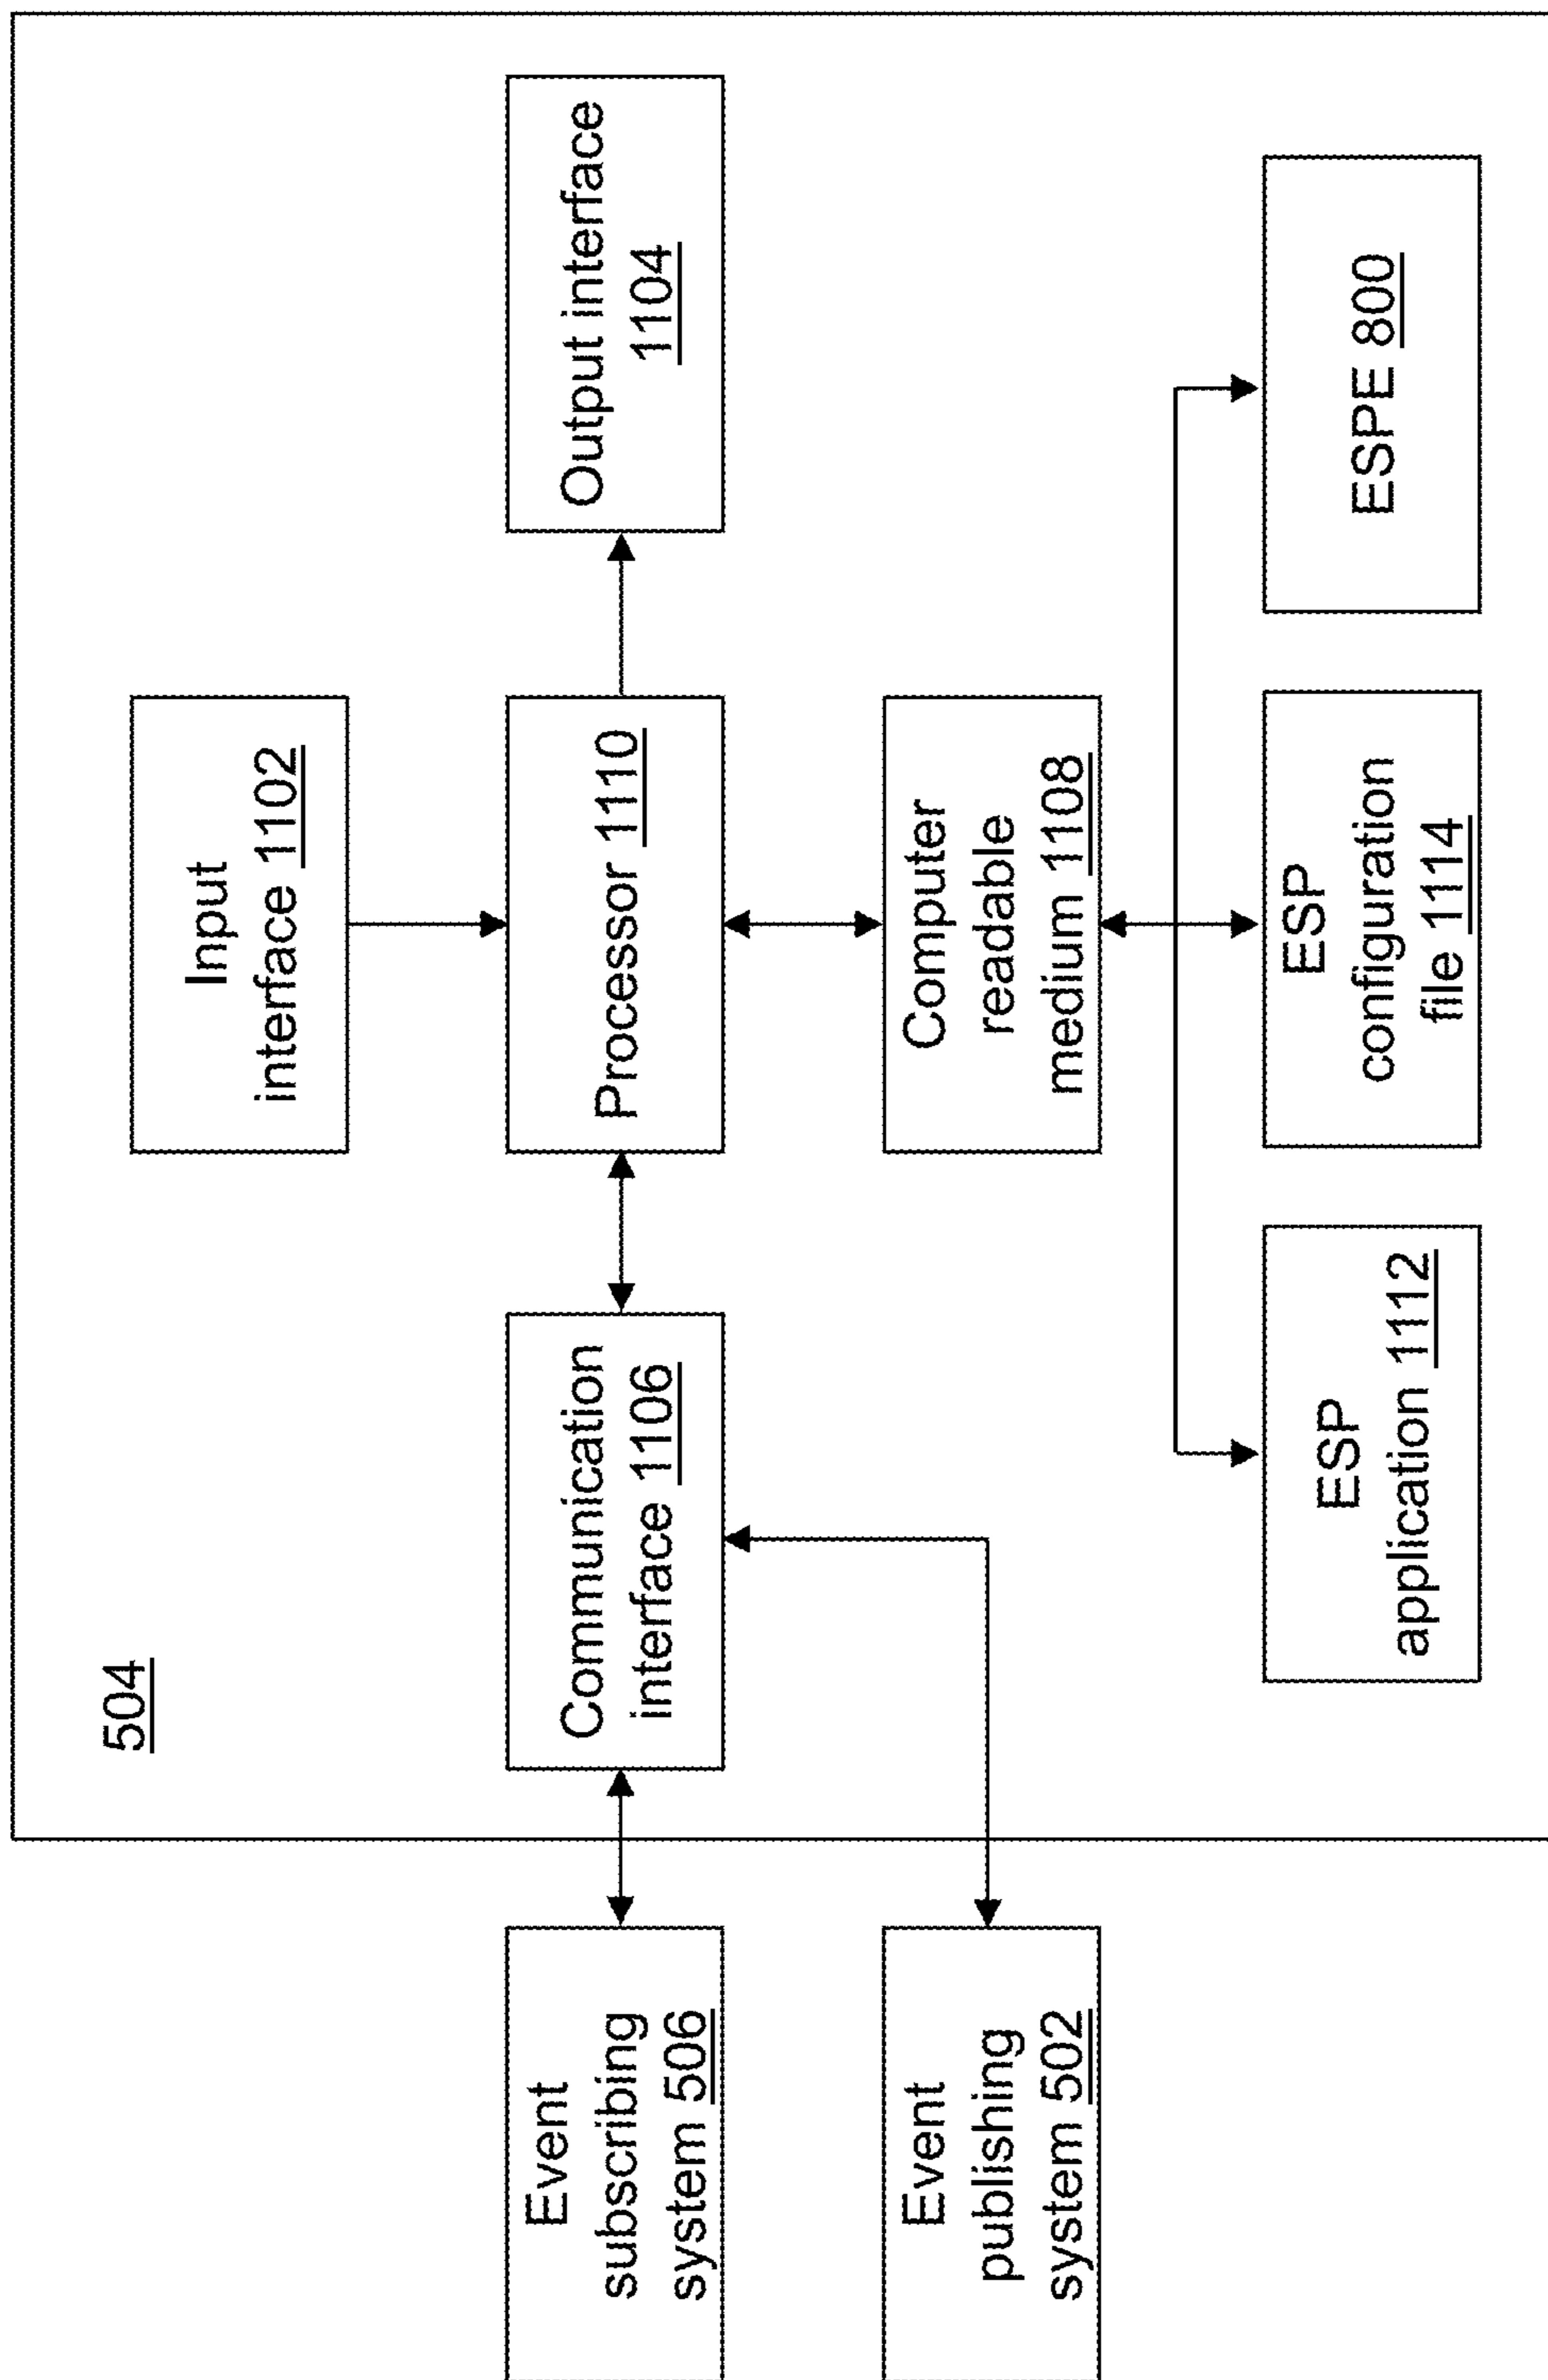 504
Input
interface 1102
Event
subscribing
system 506
Communication
interface 1106
Processor 1110
Output interface
1104
Event
publishing
system 502
Computer
readable
medium 1108
ESP
application 1112
ESP
configuration
file 1114
ESPE 800